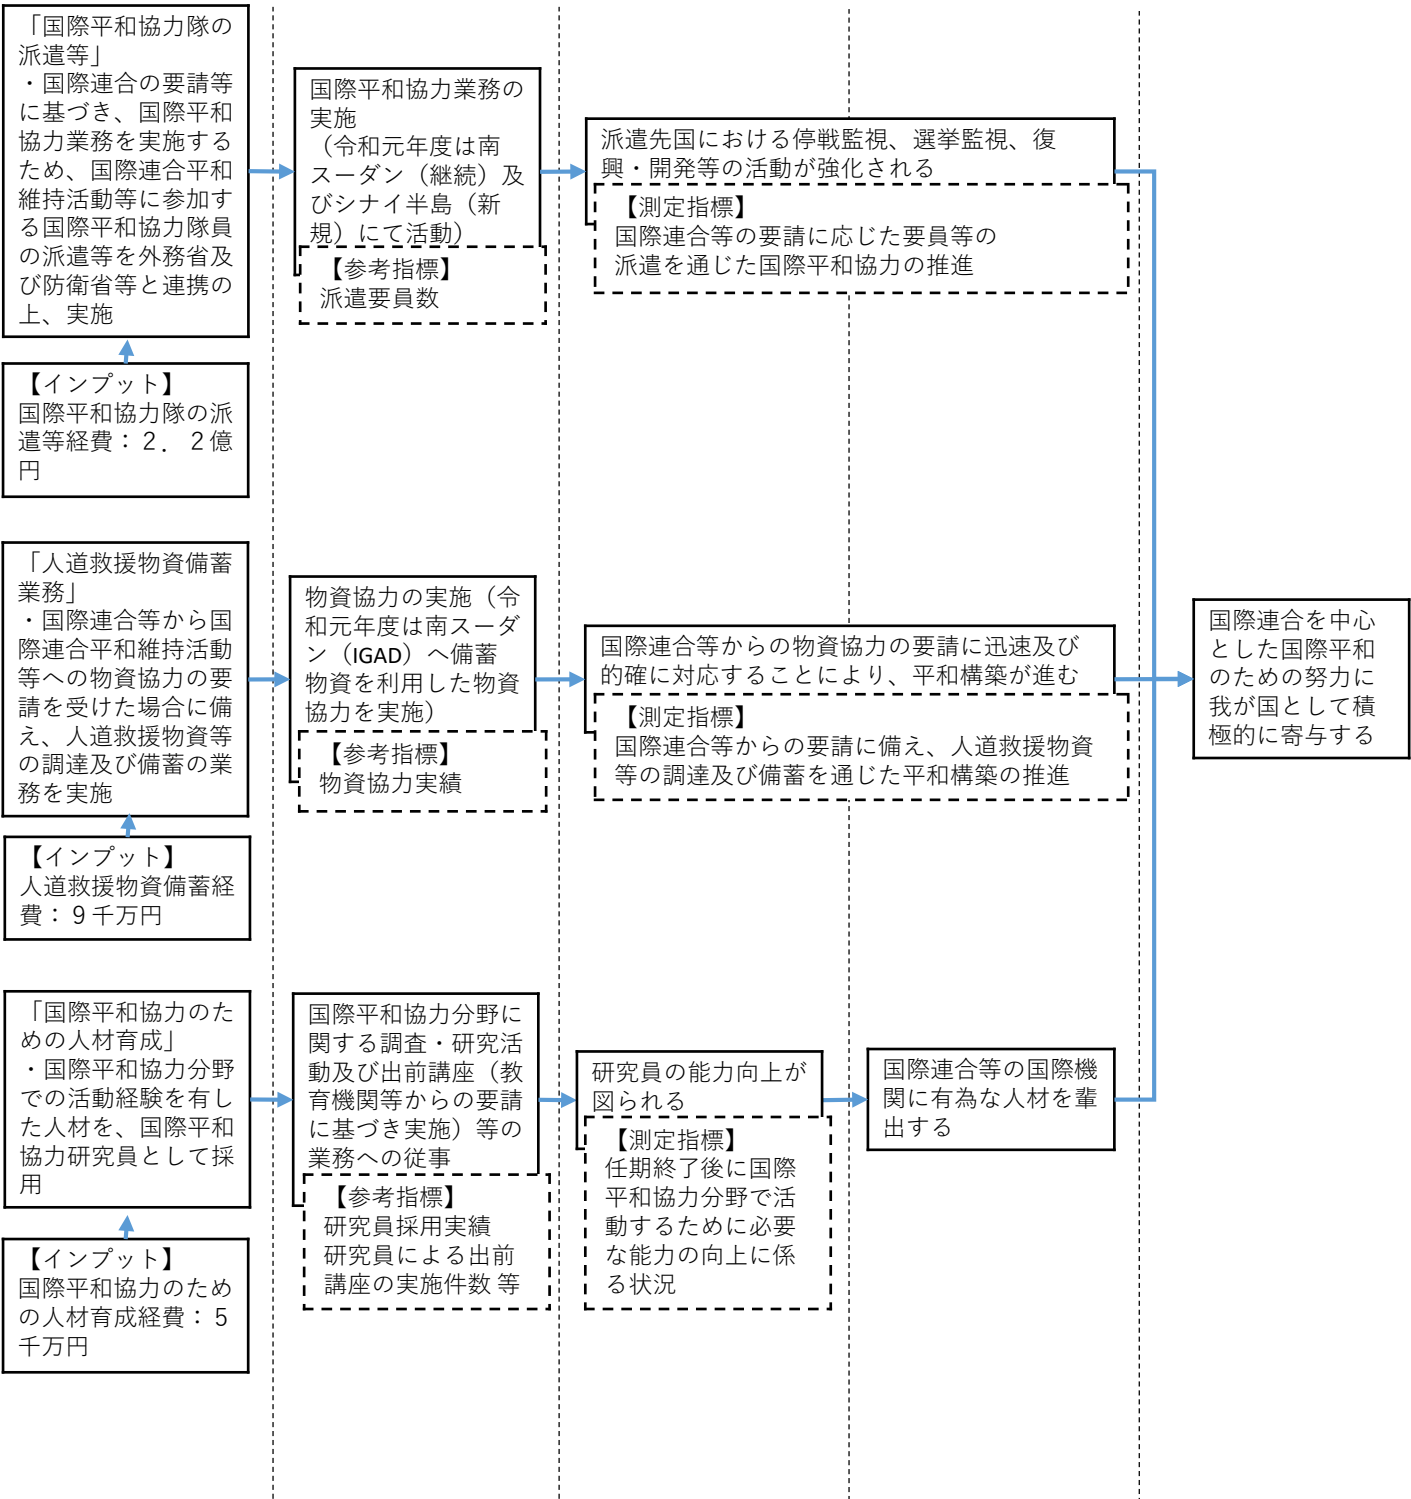 「国際平和協力隊の
派遣等」
・国際連合の要請等
に基づき、国際平和
協力業務を実施する
ため、国際連合平和
維持活動等に参加す
る国際平和協力隊員
の派遣等を外務省及
び防衛省等と連携の
上、実施
【インプット】
国際平和協力隊の派
遣等経費：２．２億
円
国際平和協力業務の
実施
（令和元年度は南
スーダン（継続）及
びシナイ半島（新
規）にて活動）
【参考指標】
派遣要員数
派遣先国における停戦監視、選挙監視、復
興・開発等の活動が強化される
【測定指標】
国際連合等の要請に応じた要員等の
派遣を通じた国際平和協力の推進
「人道救援物資備蓄
業務」
・国際連合等から国
際連合平和維持活動
等への物資協力の要
請を受けた場合に備
え、人道救援物資等
の調達及び備蓄の業
務を実施
【インプット】
人道救援物資備蓄経
費：９千万円
物資協力の実施（令
和元年度は南スーダ
ン（IGAD）へ備蓄
物資を利用した物資
協力を実施）
【参考指標】
物資協力実績
国際連合等からの物資協力の要請に迅速及び
的確に対応することにより、平和構築が進む
【測定指標】
国際連合等からの要請に備え、人道救援物資
等の調達及び備蓄を通じた平和構築の推進
国際連合を中心
とした国際平和
のための努力に
我が国として積
極的に寄与する
「国際平和協力のた
めの人材育成」
・国際平和協力分野
での活動経験を有し
た人材を、国際平和
協力研究員として採
用
【インプット】
国際平和協力のため
の人材育成経費：５
千万円
国際平和協力分野に
関する調査・研究活
動及び出前講座（教
育機関等からの要請
に基づき実施）等の
業務への従事
【参考指標】
研究員採用実績
研究員による出前
講座の実施件数 等
研究員の能力向上が
図られる
【測定指標】
任期終了後に国際
平和協力分野で活
動するために必要
な能力の向上に係
る状況
国際連合等の国際機
関に有為な人材を輩
出する